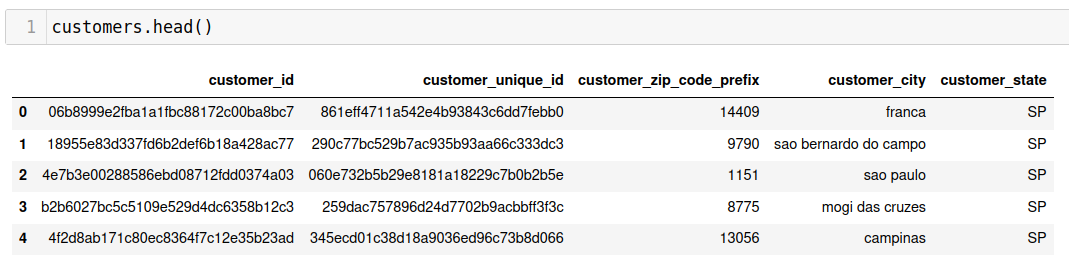 1 customers.head()
customer_id customer_unique_id customer_zip_code_prefix customer_city customer_state
0 06b8999e2fba1a1fbc88172c00ba8bc7 861eff4711a542e4b93843c6dd7febb0 14409 franca SP
1 18955e83d337fd6b2def6b18a428ac77 290c77bc529b7ac935b93aa66c333dc3 9790 sao bernardo do campo SP
2 4e7b3e00288586ebd08712fdd0374a03 060e732b5b29e8181a18229c7b0b2b5e 1151 sao paulo SP
3 b2b6027bc5c5109e529d4dc6358b12c3 259dac757896d24d7702b9acbbff3f3c 8775 mogi das cruzes SP
4 4f2d8ab171c80ec8364f7c12e35b23ad 345ecd01c38d18a9036ed96c73b8d066 13056 campinas SP